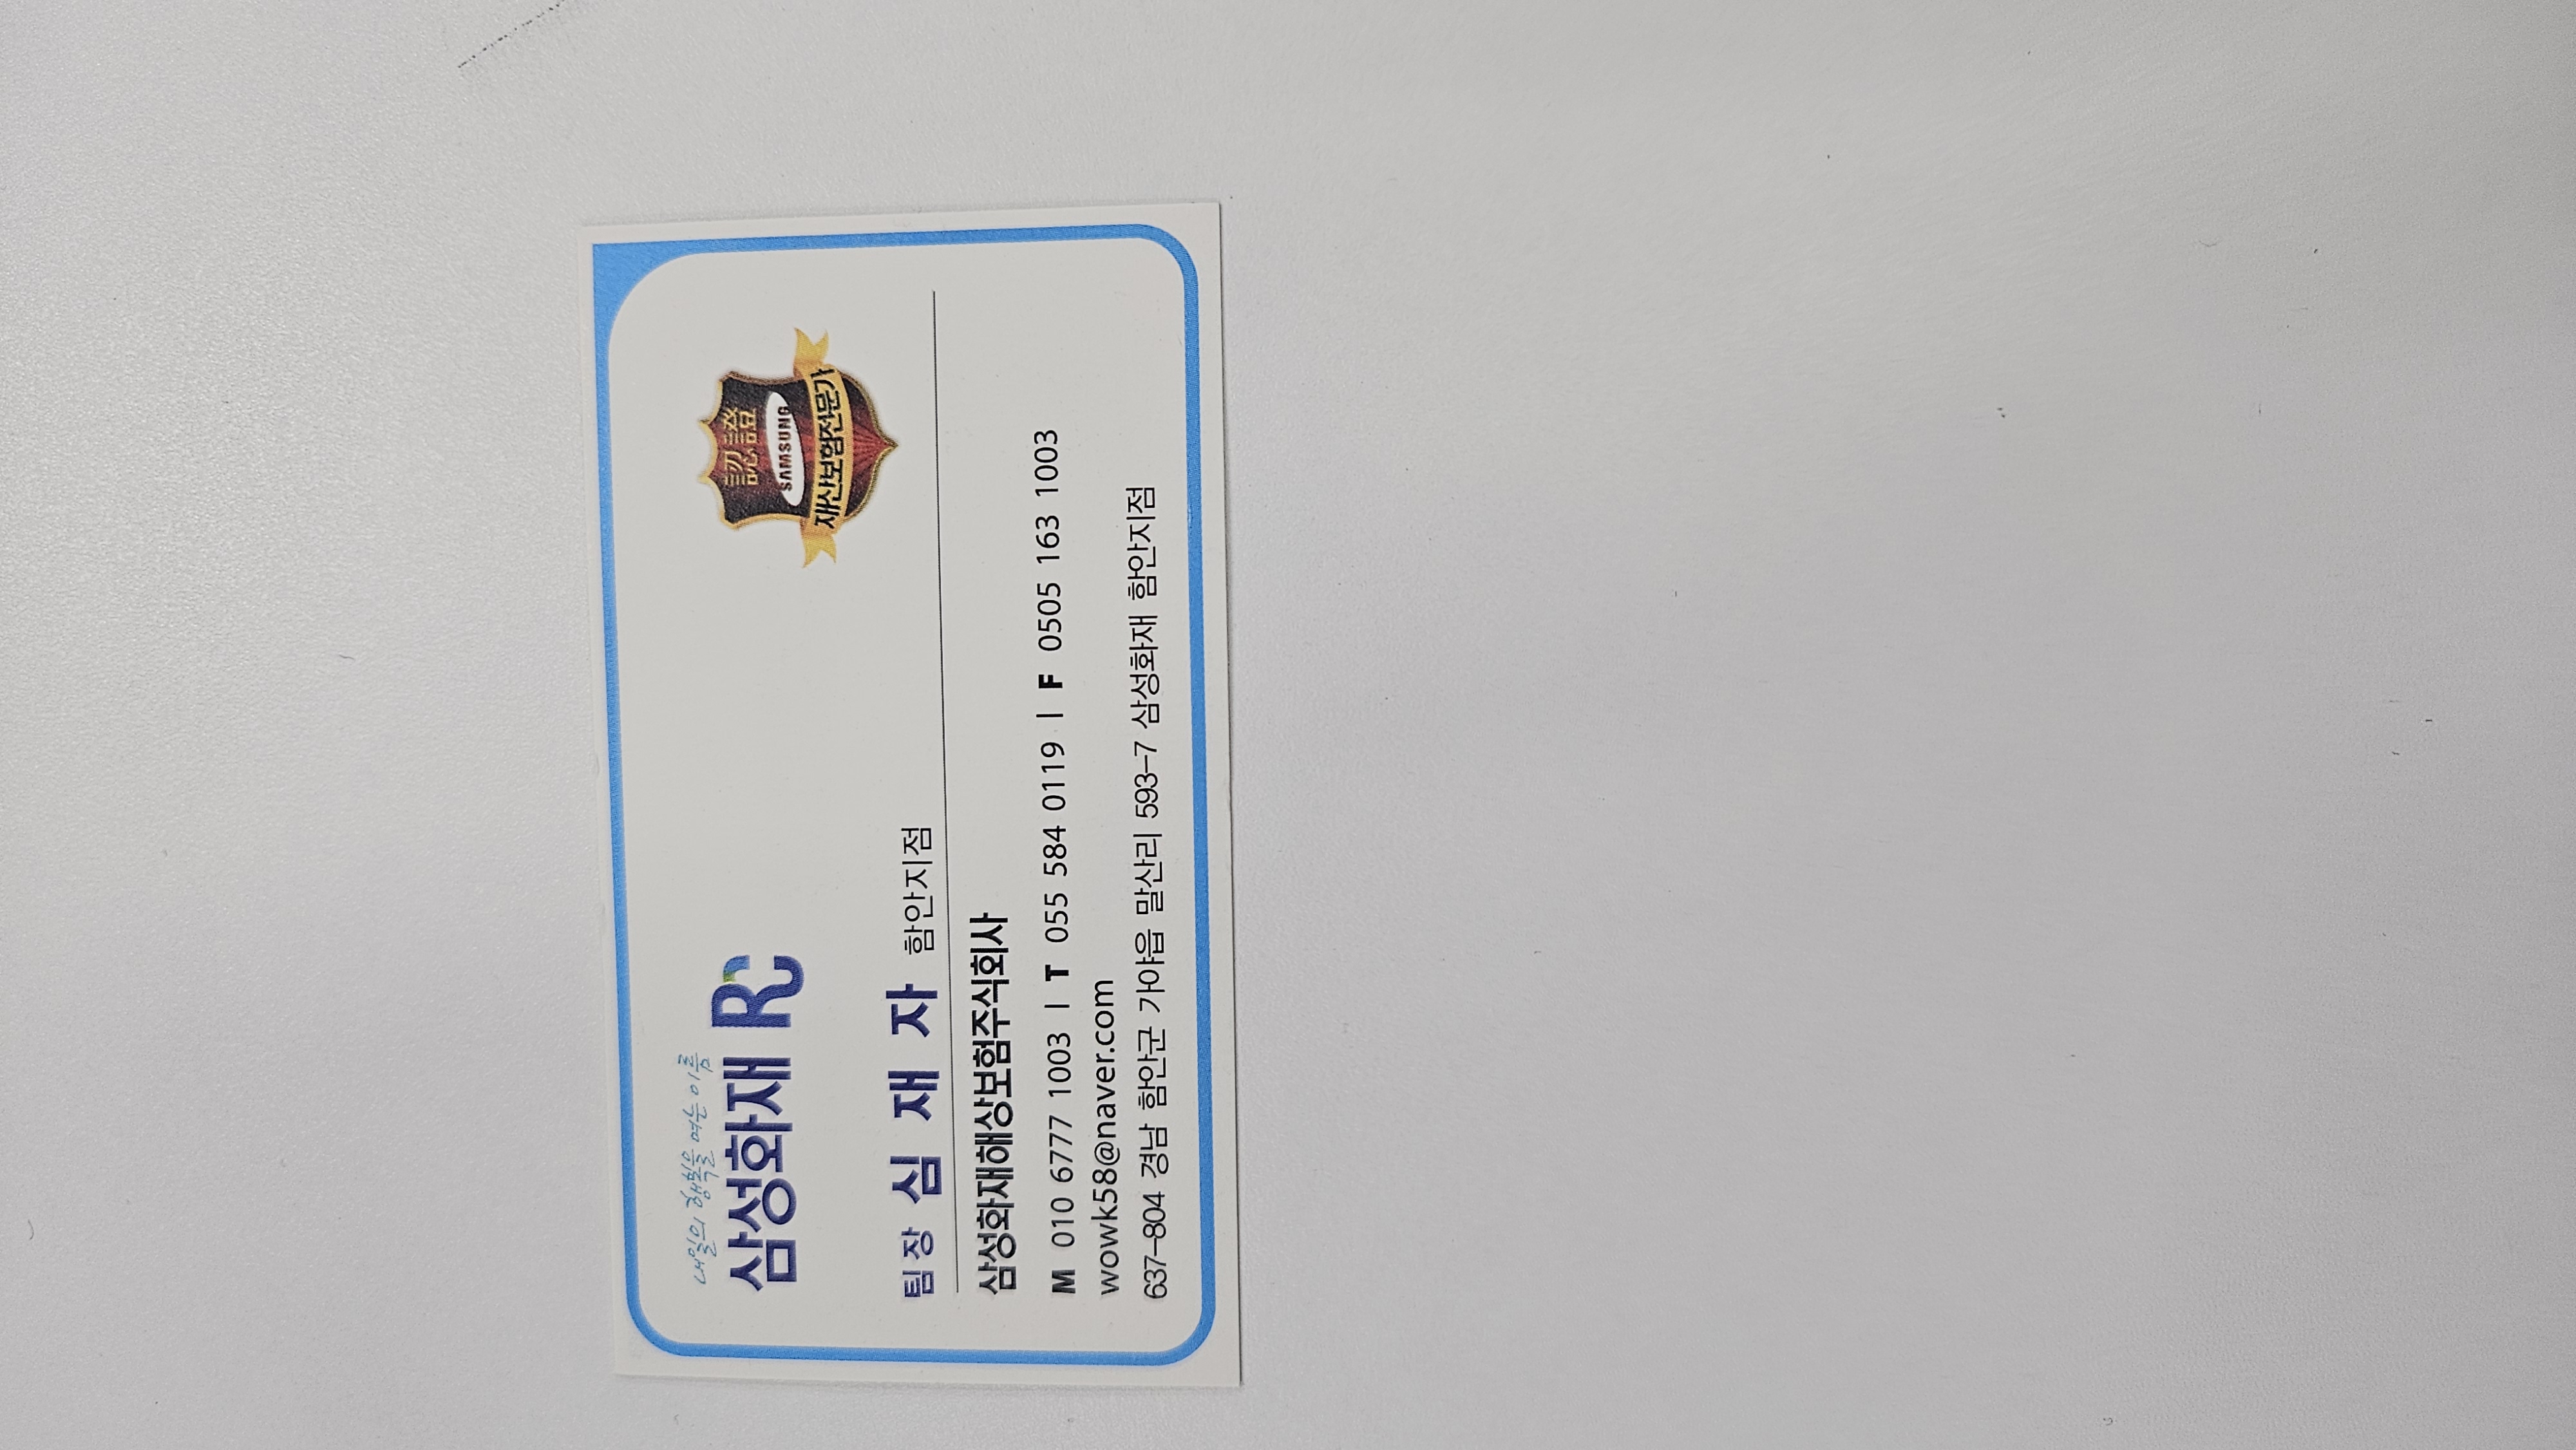 내일의 행복을 여는 이름
삼성화재 RC
認證
SAMSUNG
재산보험전문가
팀장 심재자 함안지점
삼성화재해상보험주식회사
M 010 6777 1003 | T 055 584 0119 | F 0505 163 1003
wowk58@naver.com
637-804 경남 함안군 가야읍 말산리 593-7 삼성화재 함안지점